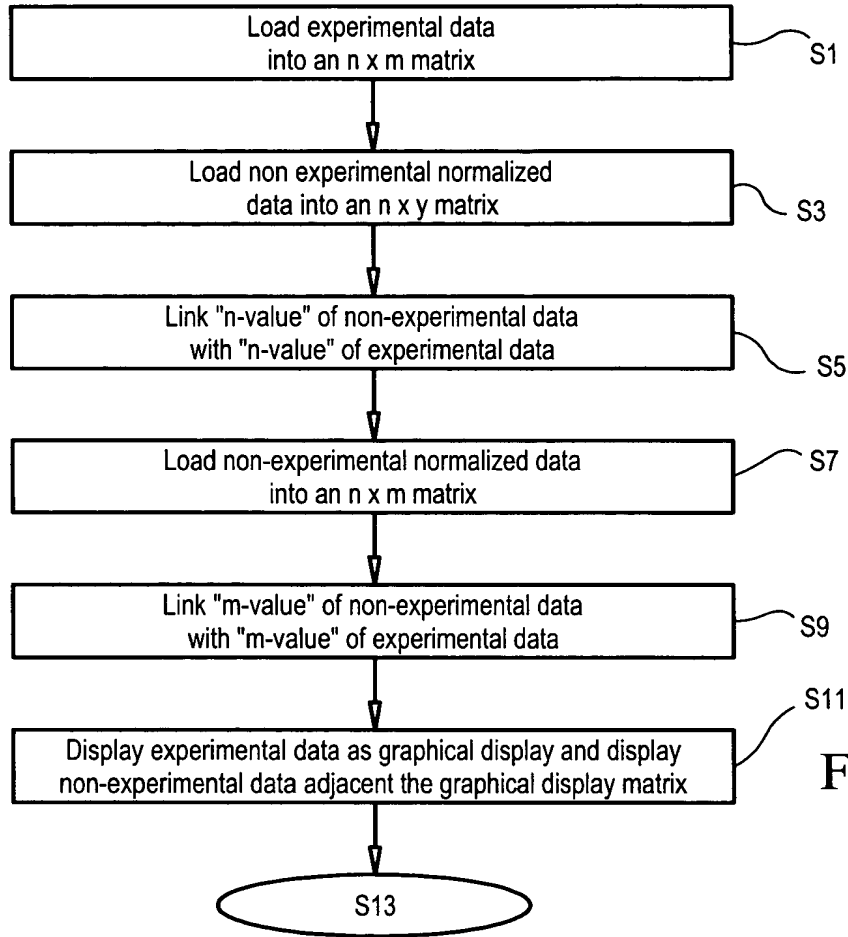 Load experimental data
into an n x m matrix
S1
Load non experimental normalized
data into an n x y matrix
S3
Link "n-value" of non-experimental data
with "n-value" of experimental data
S5
Load non-experimental normalized data
into an n x m matrix
S7
Link "m-value" of non-experimental data
with "m-value" of experimental data
S9
S11
Display experimental data as graphical display and display
non-experimental data adjacent the graphical display matrix
F
S13